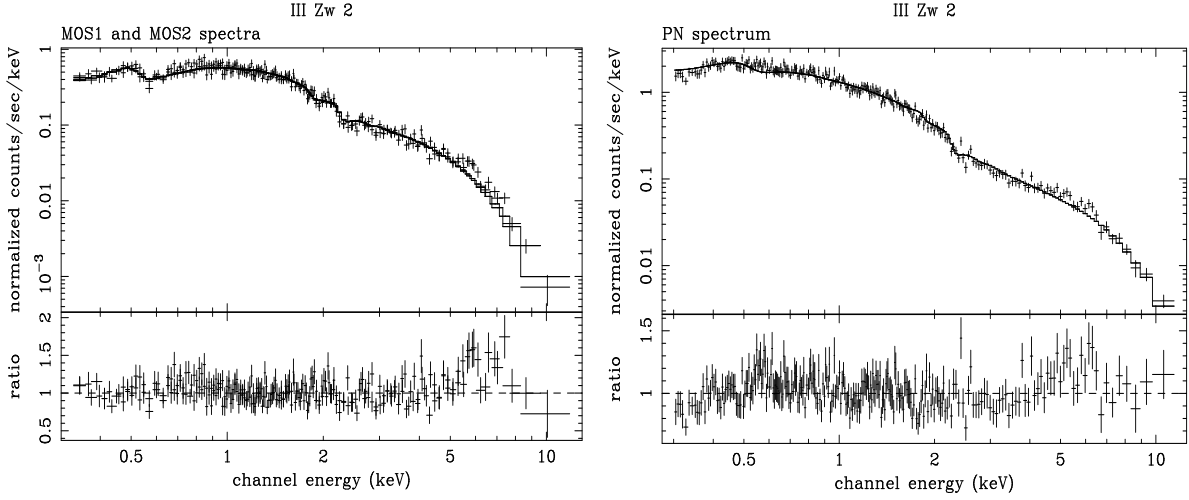 III Zw 2
MOS1 and MOS2 spectra
normalized counts/sec/keV
1
0.1
0.01
10−3
ratio
2
1.5
1
0.5
0.5
1
2
5
10
channel energy (keV)
III Zw 2
PN spectrum
normalized counts/sec/keV
1
0.1
0.01
ratio
1.5
1
0.5
1
2
5
10
channel energy (keV)